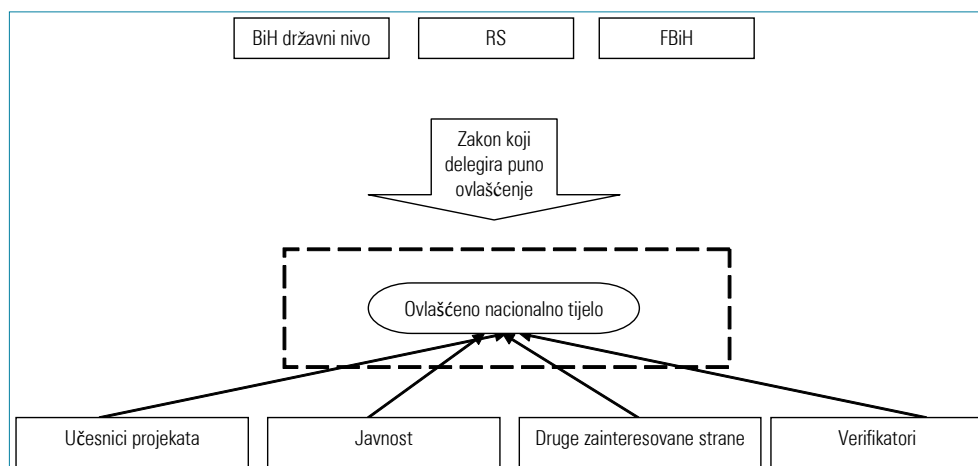 BiH državni nivo
RS
FBiH
Zakon koji
delegira puno
ovlašćenje
Ovlašćeno nacionalno tijelo
Učesnici projekata
Javnost
Druge zainteresovane strane
Verifikatori